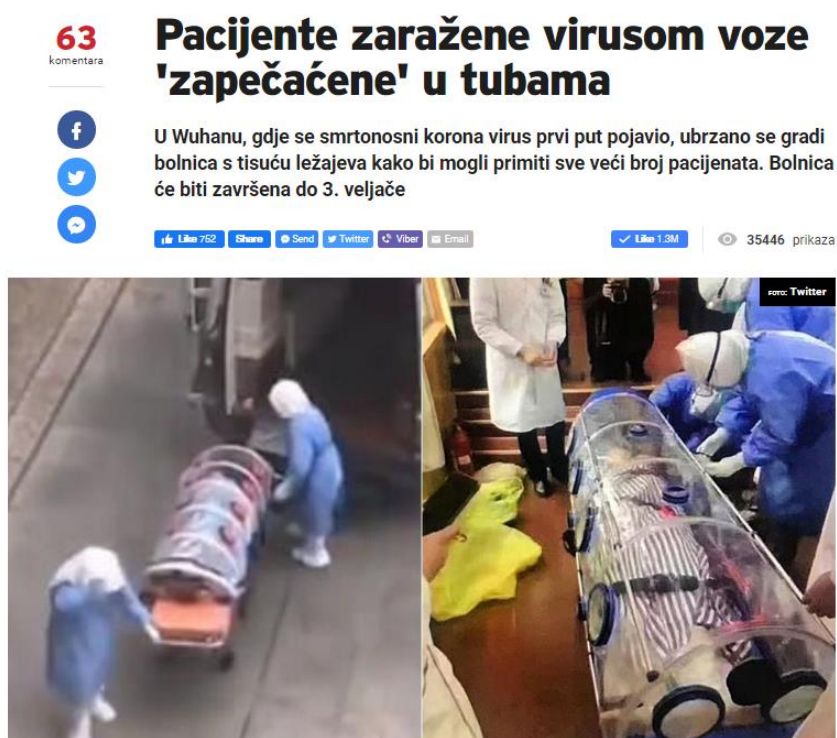 63
komentara
Pacijente zaražene virusom voze
'zapečaćene' u tubama
U Wuhanu, gdje se smrtonosni korona virus prvi put pojavio, ubrzano se gradi
bolnica s tisuću ležajeva kako bi mogli primiti sve veći broj pacijenata. Bolnica
će biti završena do 3. veljače
Like 752 Share Send Twitter Viber Email Like 1.3M 35446 prikaza
FOTO: Twitter